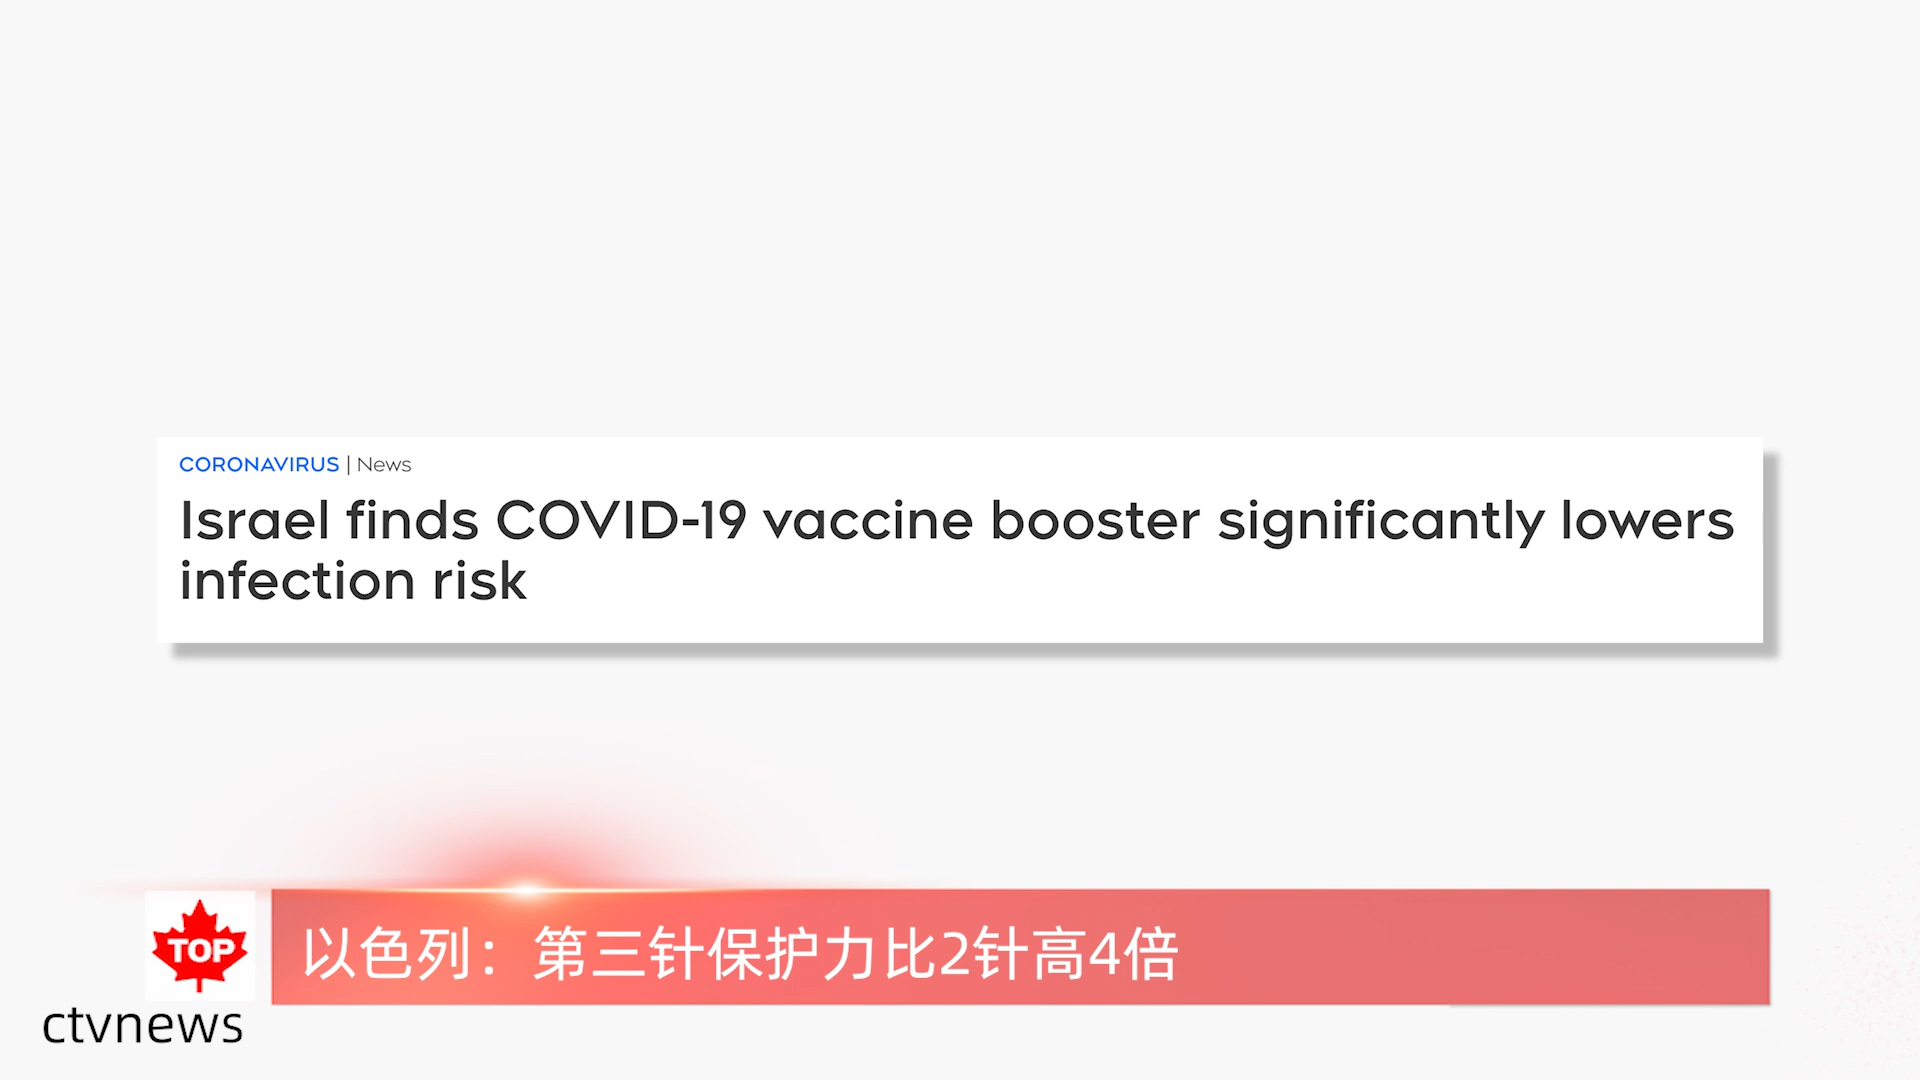 CORONAVIRUS | News
Israel finds COVID-19 vaccine booster significantly lowers
infection risk
TOP
以色列：第三针保护力比2针高4倍
ctvnews